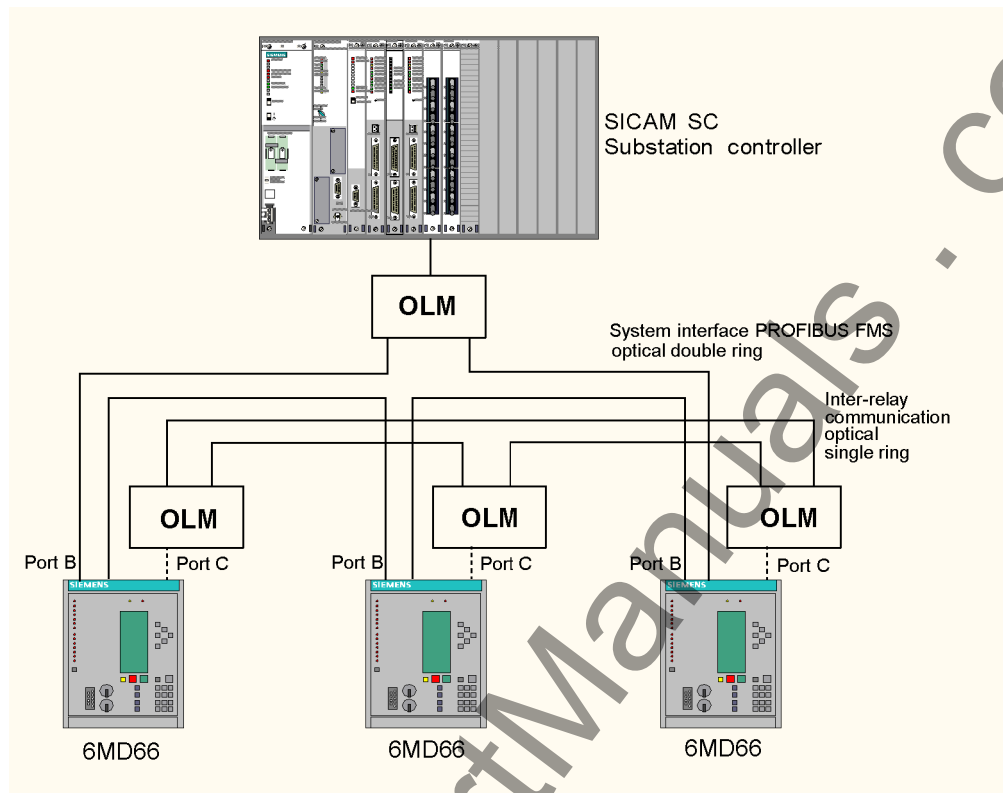 SIEMENS
SICAM SC
Substation controller
OLM
System interface PROFIBUS FMS
optical double ring
Inter-relay
communication
optical
single ring
OLM
OLM
OLM
Port B
Port C
Port B
Port C
Port B
Port C
SIEMENS
SIEMENS
SIEMENS
6MD66
6MD66
6MD66